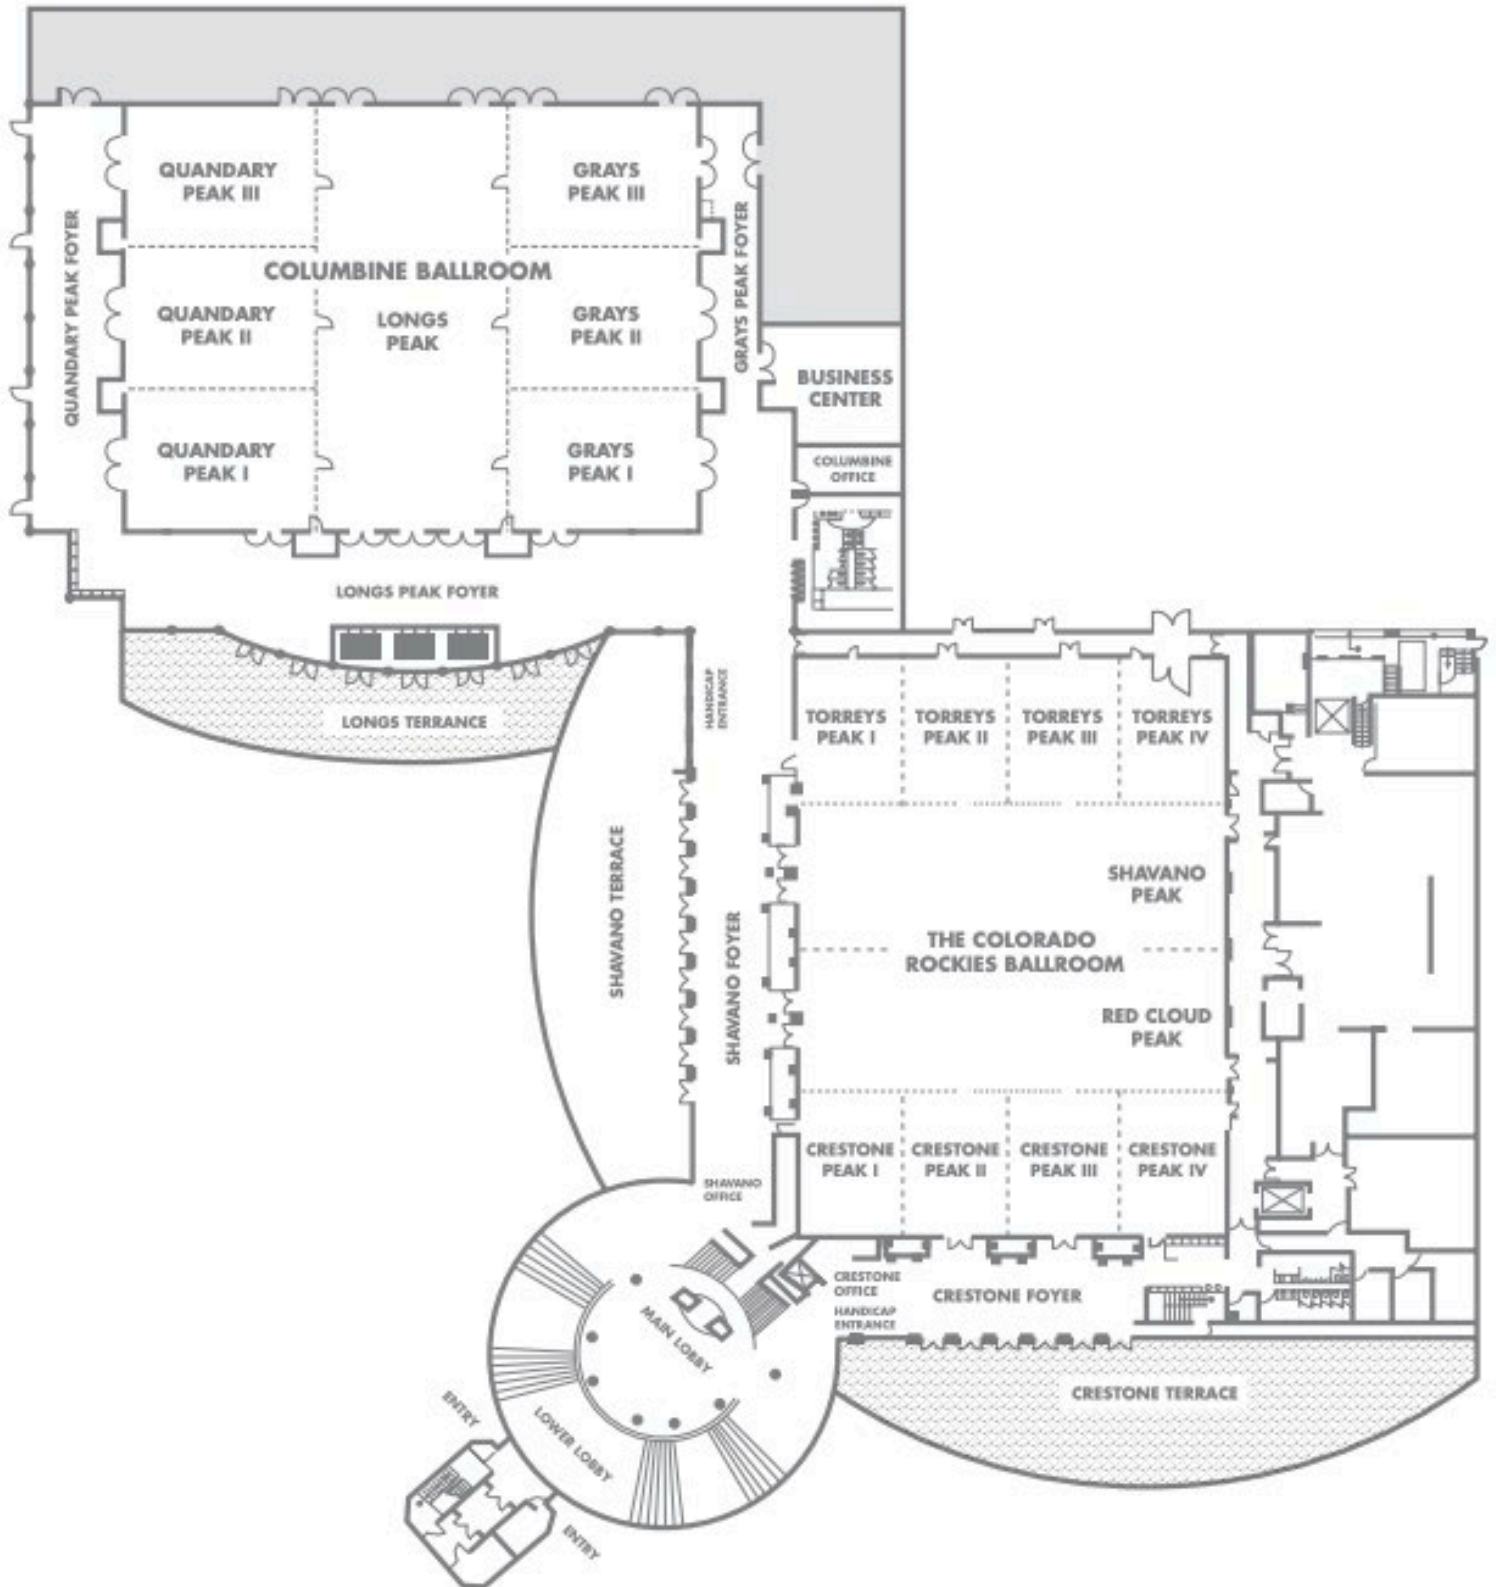 QUANDARY
PEAK III
GRAYS
PEAK III
QUANDARY PEAK FOYER
GRAYS PEAK FOYER
COLUMBINE BALLROOM
QUANDARY
PEAK II
LONGS
PEAK
GRAYS
PEAK II
BUSINESS
CENTER
QUANDARY
PEAK I
GRAYS
PEAK I
COLUMBINE
OFFICE
LONGS PEAK FOYER
LONGS TERRANCE
HANDICAP
ENTRANCE
TORREYS
PEAK I
TORREYS
PEAK II
TORREYS
PEAK III
TORREYS
PEAK IV
SHAVANO TERRACE
SHAVANO FOYER
SHAVANO
PEAK
THE COLORADO
ROCKIES BALLROOM
RED CLOUD
PEAK
CRESTONE
PEAK I
CRESTONE
PEAK II
CRESTONE
PEAK III
CRESTONE
PEAK IV
SHAVANO
OFFICE
CRESTONE
OFFICE
HANDICAP
ENTRANCE
CRESTONE FOYER
MAIN LOBBY
CRESTONE TERRACE
ENTRY
LOWER LOBBY
ENTRY